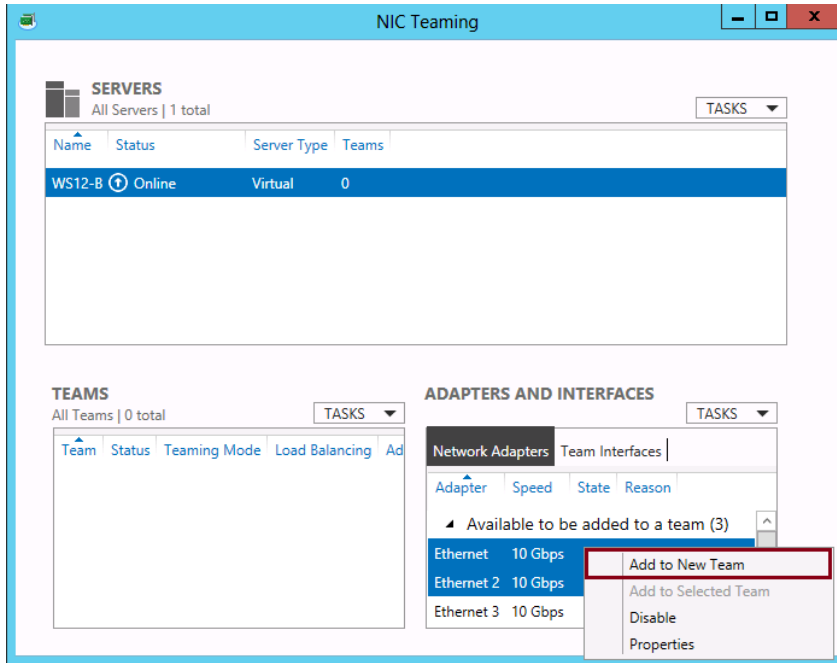 NIC Teaming
SERVERS
All Servers | 1 total
TASKS
Name Status Server Type Teams
WS12-B Online Virtual 0
TEAMS
All Teams | 0 total
TASKS
Team Status Teaming Mode Load Balancing Ad
ADAPTERS AND INTERFACES
TASKS
Network Adapters Team Interfaces
Adapter Speed State Reason
Available to be added to a team (3)
Ethernet 10 Gbps
Ethernet 2 10 Gbps
Ethernet 3 10 Gbps
Add to New Team
Add to Selected Team
Disable
Properties